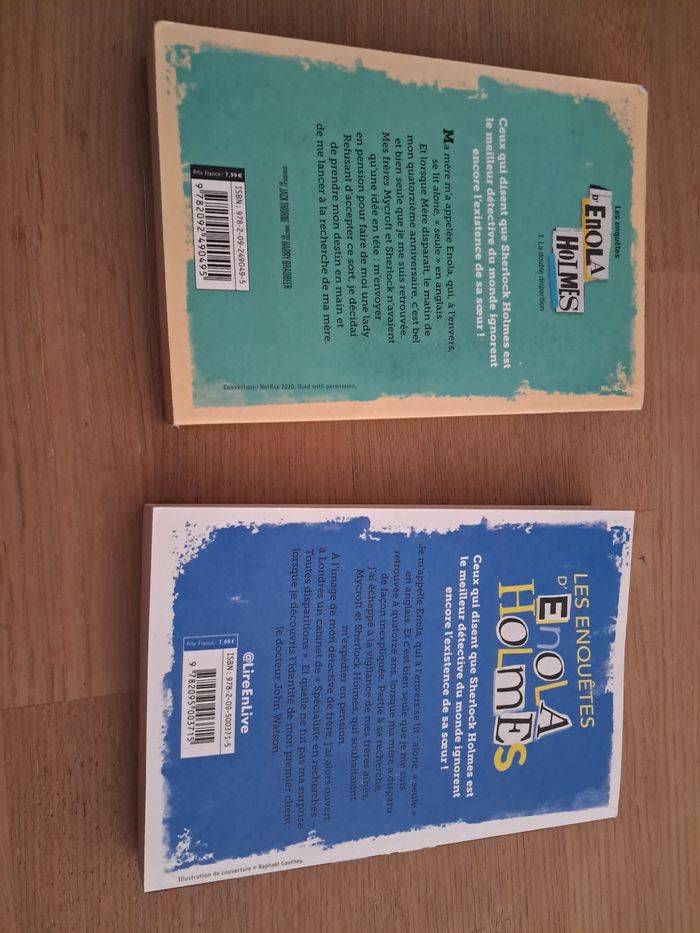 Les enquêtes
D'ENOLA
HOLMES
1. La double disparition
Ceux qui disent que Sherlock Holmes est
le meilleur détective du monde ignorent
encore l'existence de sa sœur !
Ma mère m'a appelée Enola, qui, à l'envers,
se lit alone, « seule » en anglais.
Et lorsque Mère disparaît, le matin de
mon quatorzième anniversaire, c'est bel
et bien seule que je me suis retrouvée.
Mes frères Mycroft et Sherlock n'avaient
qu'une idée en tête : m'envoyer
en pension pour faire de moi une lady.
Refusant d'accepter ce sort, je décidai
de prendre mon destin en main et
de me lancer à la recherche de ma mère.
JACK THORNE HARRY BRADBEER
Prix France : 7,99 €
ISBN : 978-2-09-249049-5
9 782092 490495
Couverture : Netflix 2020. Used with permission.
LES ENQUÊTES
D'ENOLA
HOLMES
Ceux qui disent que Sherlock Holmes est
le meilleur détective du monde ignorent
encore l'existence de sa sœur !
Je m'appelle Enola, qui à l'envers se lit : alone, « seule »
en anglais. Et c'est bien seule que je me suis
retrouvée à quatorze ans, lorsque ma mère a disparu
de façon inexpliquée. Partie à sa recherche,
j'ai échappé à la vigilance de mes frères aînés,
Mycroft et Sherlock Holmes, qui souhaitaient
m'expédier en pension.
À l'image de mon détective de frère, j'ai alors ouvert
à Londres un cabinet de « Spécialiste en recherches –
Toutes disparitions ». Et quelle ne fut pas ma surprise
lorsque je découvris l'identité de mon premier client :
le docteur John Watson.
@LireEnLive
Prix France : 7,99 €
ISBN : 978-2-09-500371-5
9 782095 003715
Illustration de couverture © Raphaël Gauthey.